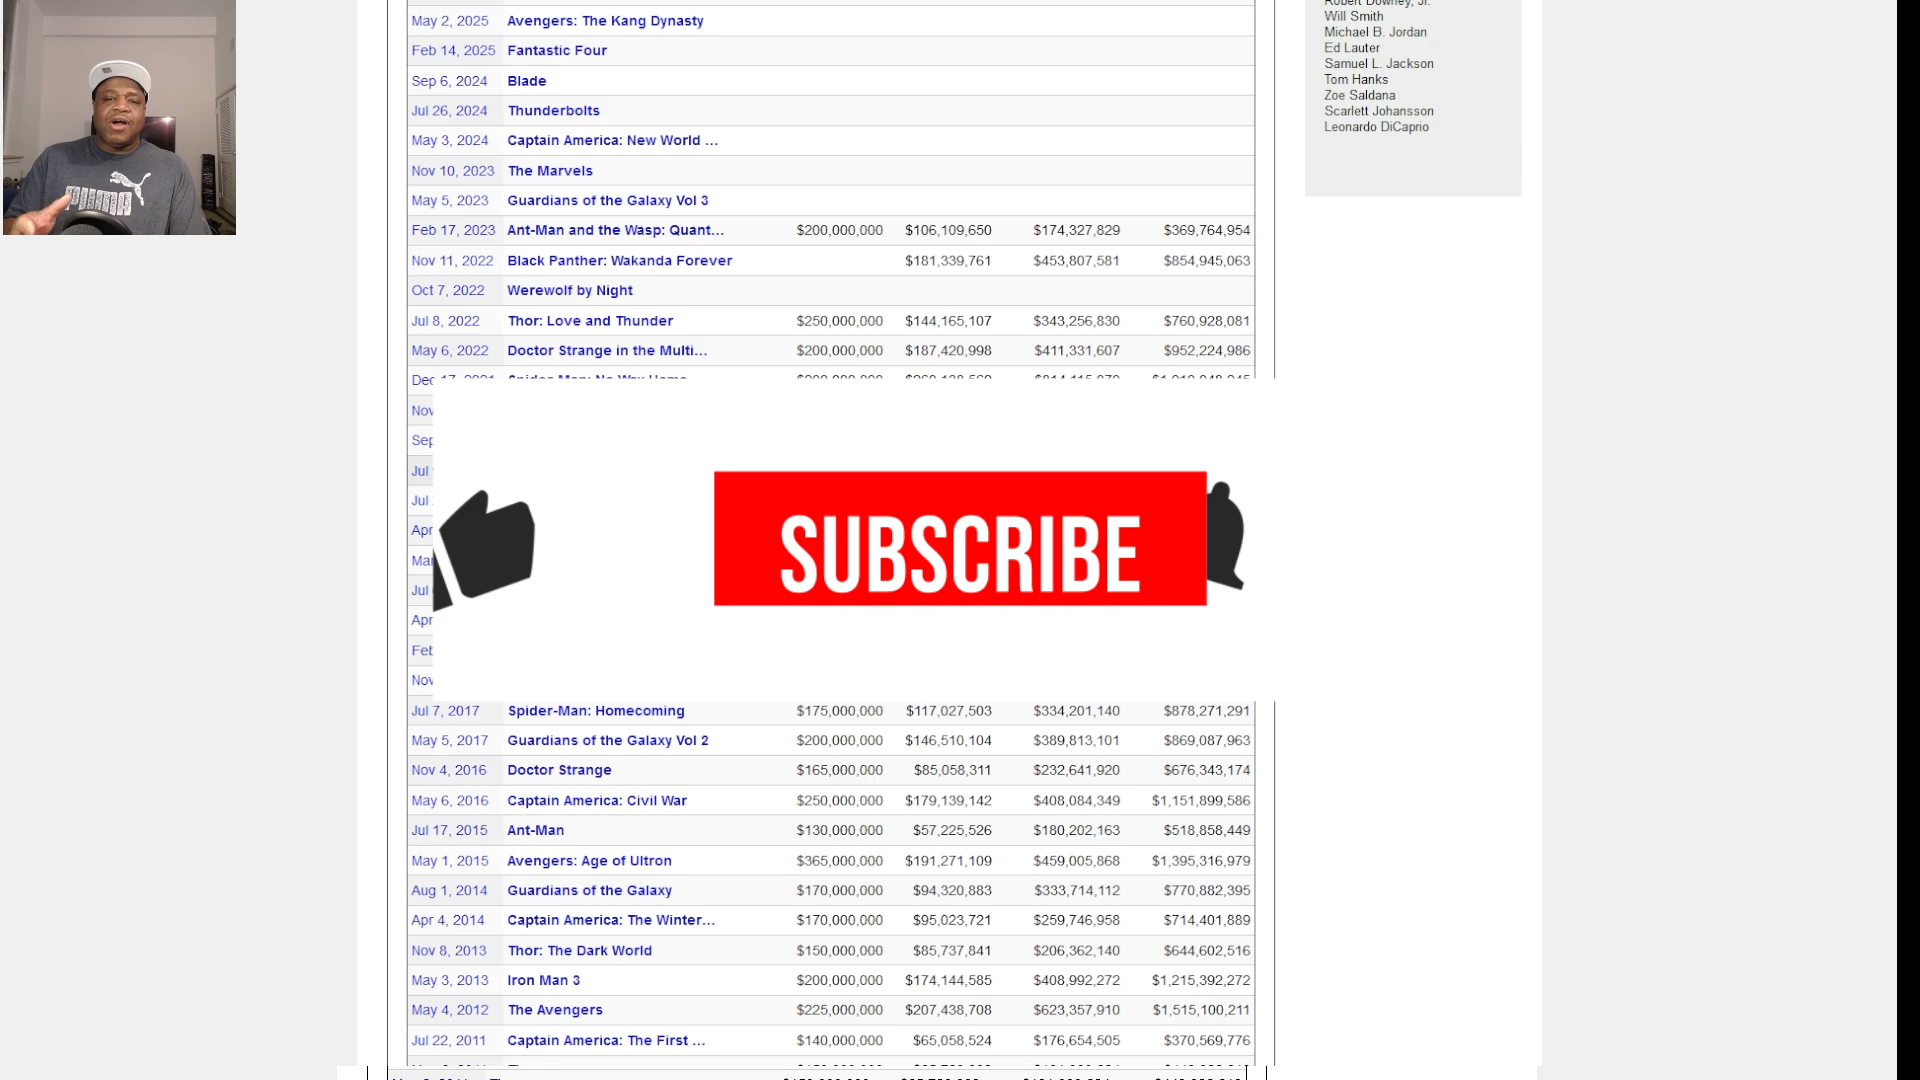 May 2, 2025 Avengers: The Kang Dynasty
Feb 14, 2025 Fantastic Four
Sep 6, 2024 Blade
Jul 26, 2024 Thunderbolts
May 3, 2024 Captain America: New World ...
Nov 10, 2023 The Marvels
May 5, 2023 Guardians of the Galaxy Vol 3
Feb 17, 2023 Ant-Man and the Wasp: Quant... $200,000,000 $106,109,650 $174,327,829 $369,764,954
Nov 11, 2022 Black Panther: Wakanda Forever $181,339,761 $453,807,581 $854,945,063
Oct 7, 2022 Werewolf by Night
Jul 8, 2022 Thor: Love and Thunder $250,000,000 $144,165,107 $343,256,830 $760,928,081
May 6, 2022 Doctor Strange in the Multi... $200,000,000 $187,420,998 $411,331,607 $952,224,986
Dec
Nov
Sep
Jul
Jul
Apr
Jul
Apr
Feb
Nov
Jul 7, 2017 Spider-Man: Homecoming $175,000,000 $117,027,503 $334,201,140 $878,271,291
May 5, 2017 Guardians of the Galaxy Vol 2 $200,000,000 $146,510,104 $389,813,101 $869,087,963
Nov 4, 2016 Doctor Strange $165,000,000 $85,058,311 $232,641,920 $676,343,174
May 6, 2016 Captain America: Civil War $250,000,000 $179,139,142 $408,084,349 $1,151,899,586
Jul 17, 2015 Ant-Man $130,000,000 $57,225,526 $180,202,163 $518,858,449
May 1, 2015 Avengers: Age of Ultron $365,000,000 $191,271,109 $459,005,868 $1,395,316,979
Aug 1, 2014 Guardians of the Galaxy $170,000,000 $94,320,883 $333,714,112 $770,882,395
Apr 4, 2014 Captain America: The Winter... $170,000,000 $95,023,721 $259,746,958 $714,401,889
Nov 8, 2013 Thor: The Dark World $150,000,000 $85,737,841 $206,362,140 $644,602,516
May 3, 2013 Iron Man 3 $200,000,000 $174,144,585 $408,992,272 $1,215,392,272
May 4, 2012 The Avengers $225,000,000 $207,438,708 $623,357,910 $1,515,100,211
Jul 22, 2011 Captain America: The First ... $140,000,000 $65,058,524 $176,654,505 $370,569,776
SUBSCRIBE
Robert Downey, Jr.
Will Smith
Michael B. Jordan
Ed Lauter
Samuel L. Jackson
Tom Hanks
Zoe Saldana
Scarlett Johansson
Leonardo DiCaprio
PUMA